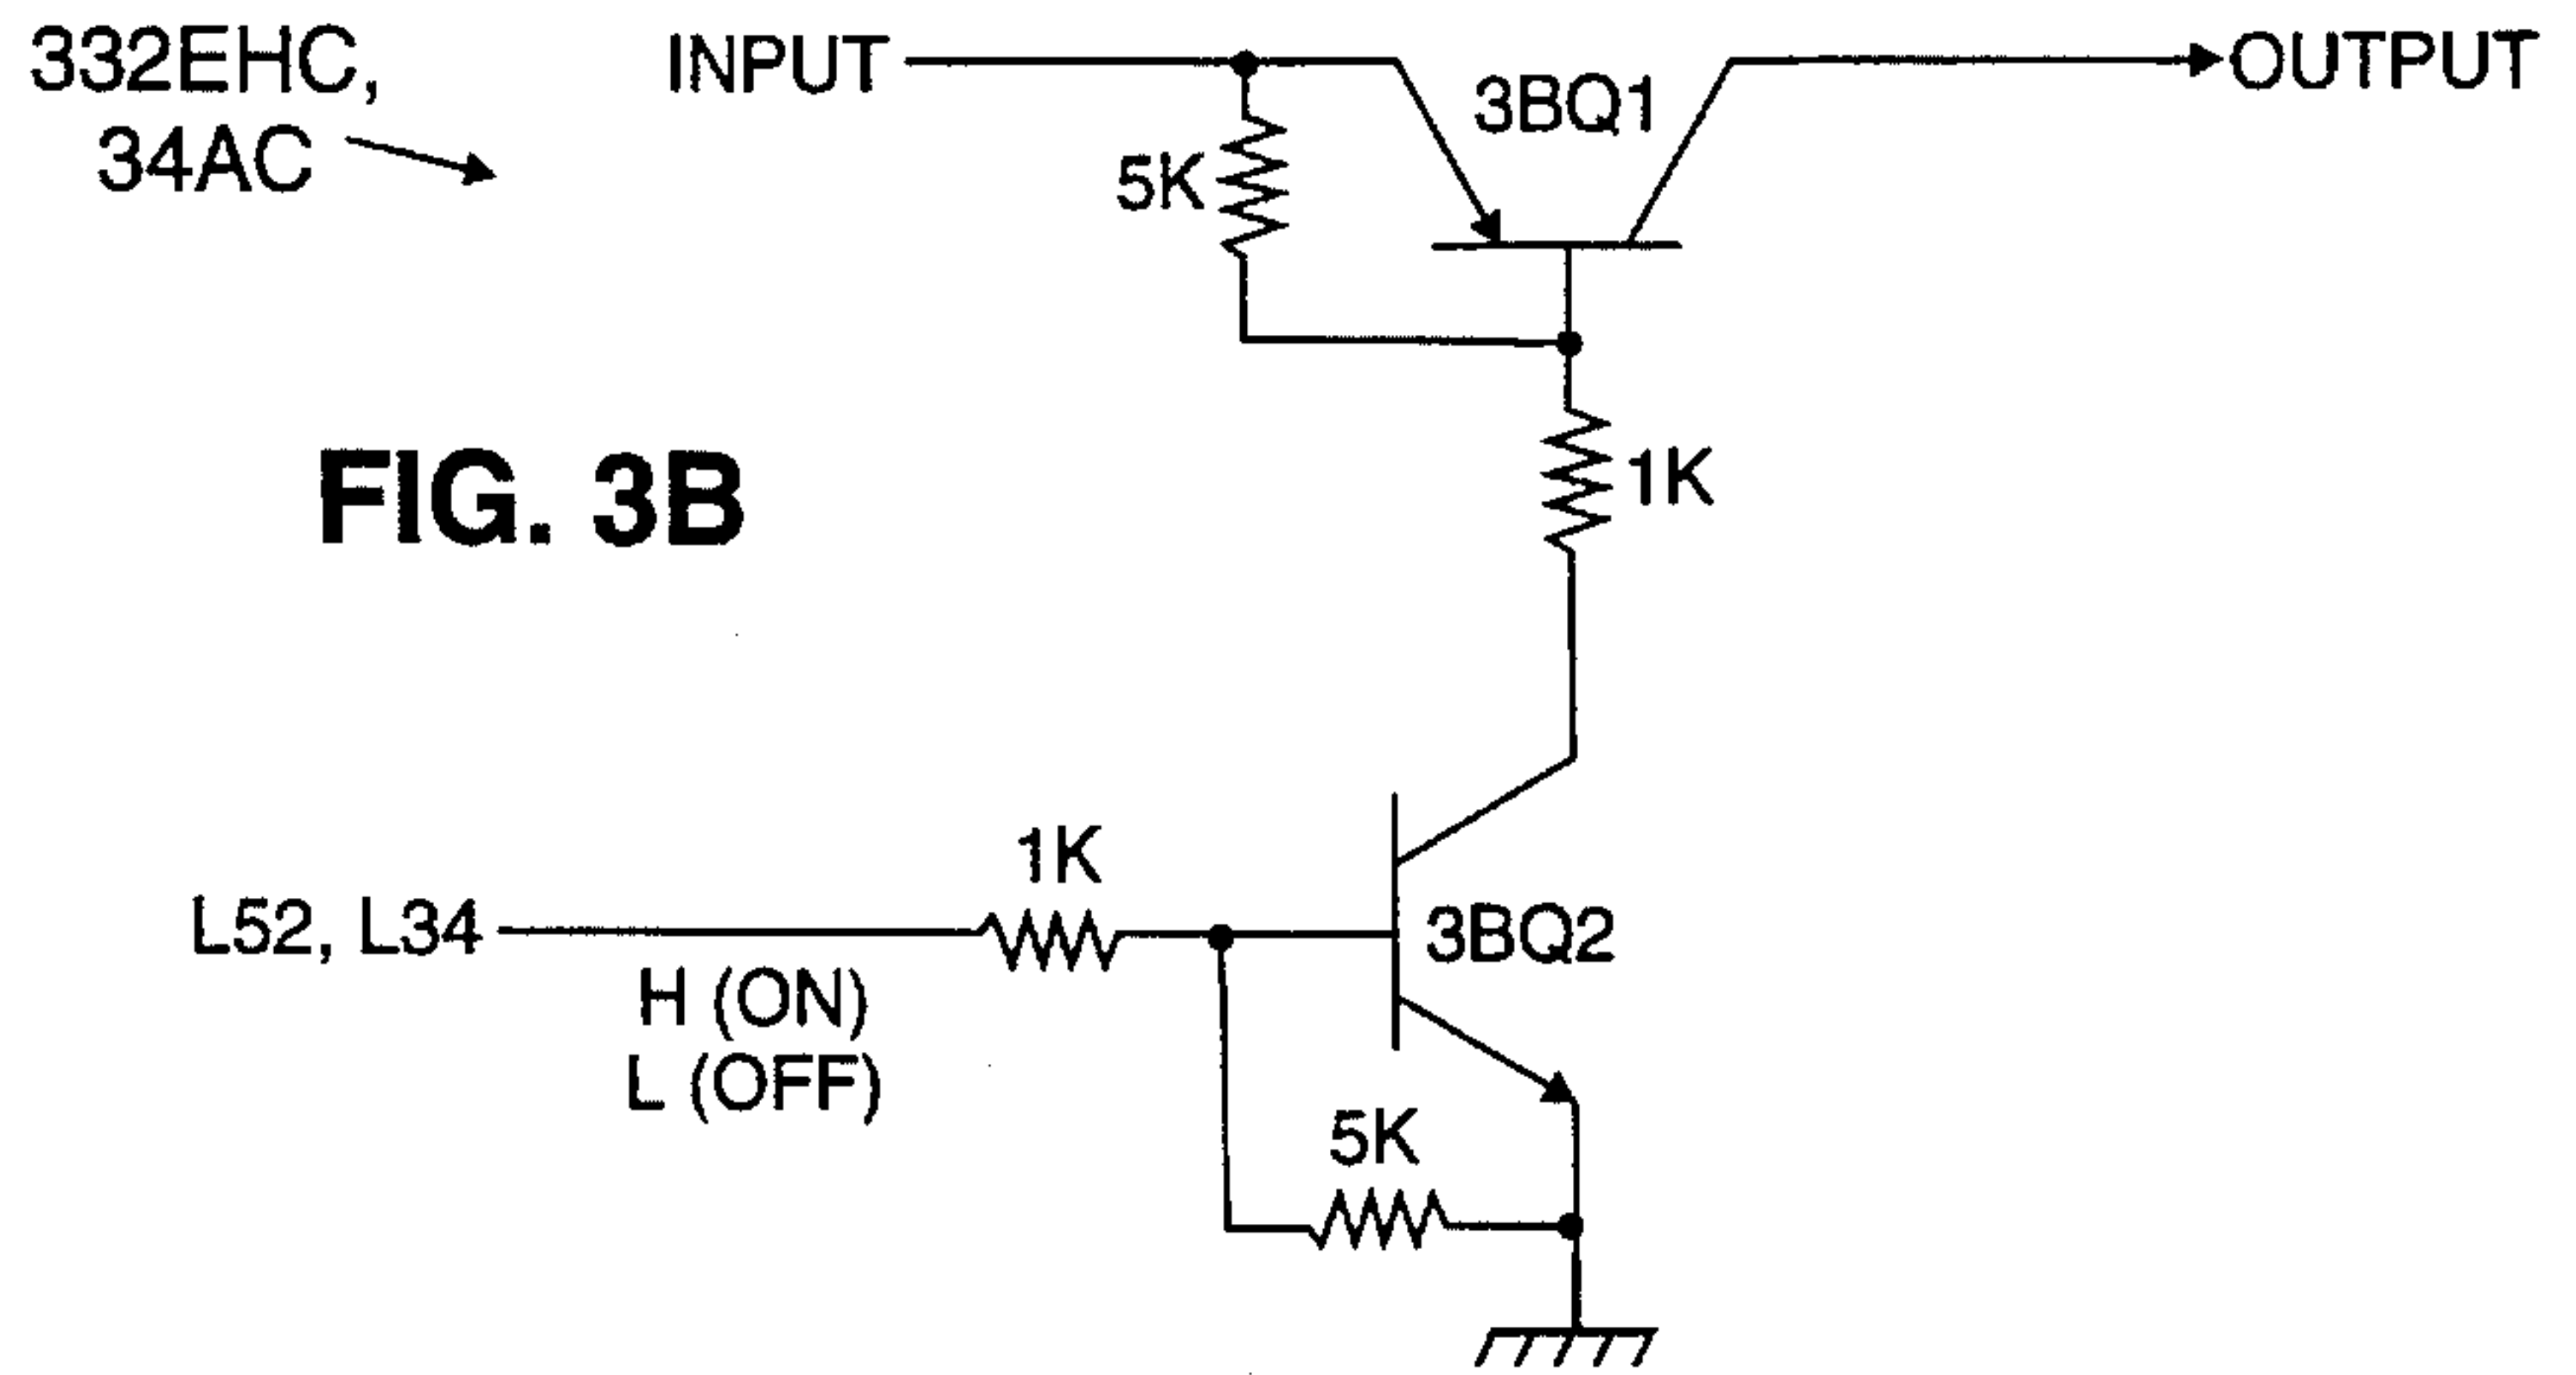 332EHC,
34AC
INPUT
3BQ1
OUTPUT
5K
1K
FIG. 3B
1K
L52, L34
3BQ2
H (ON)
L (OFF)
5K